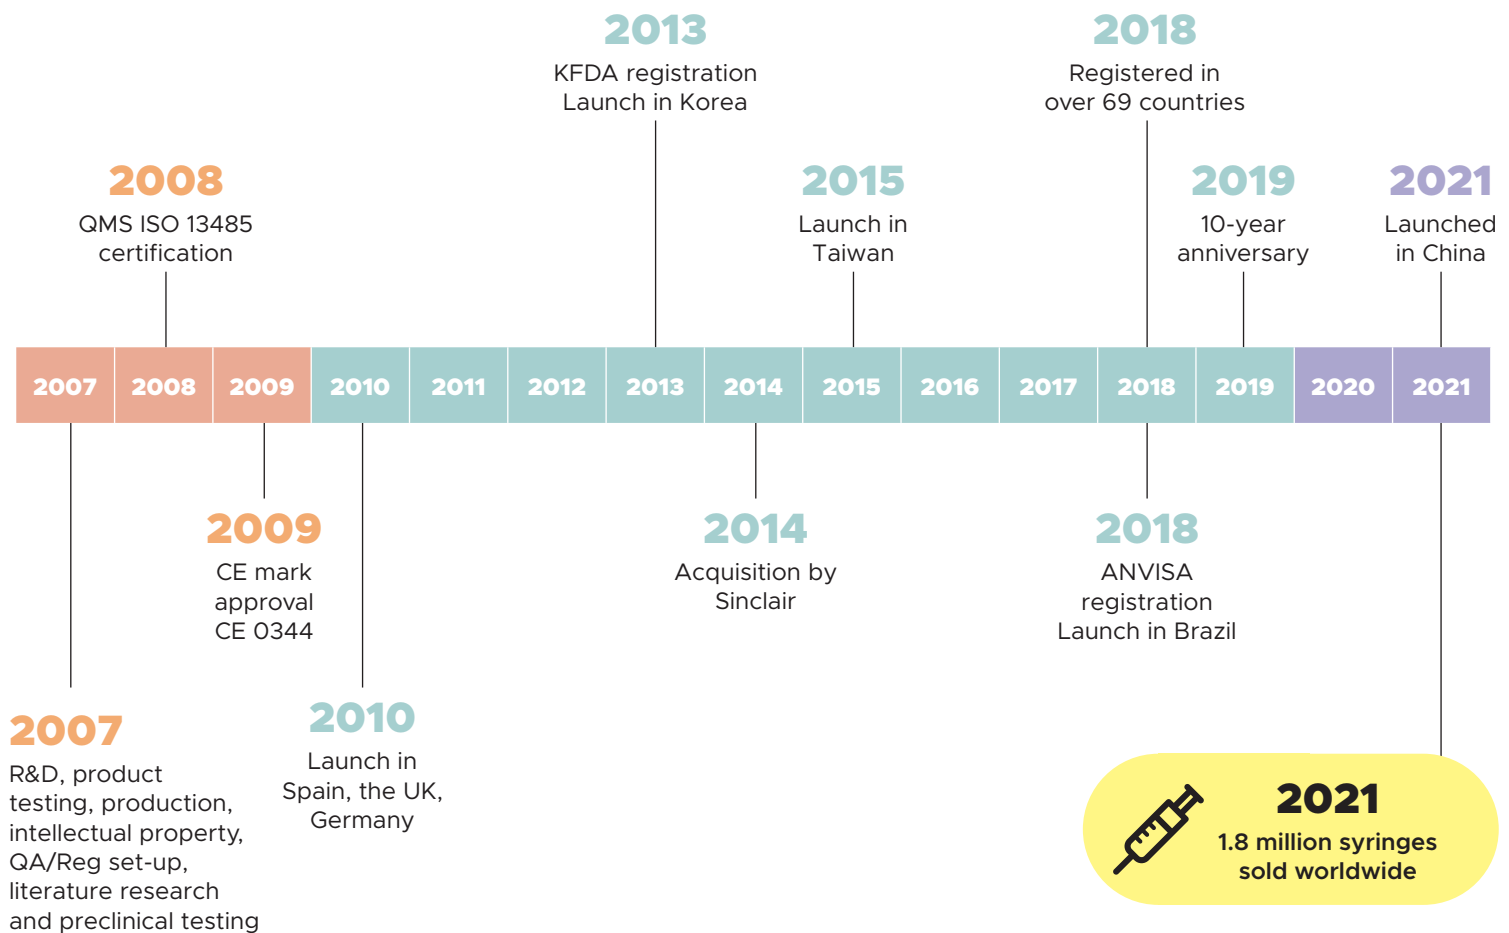 2013
KFDA registration
Launch in Korea
2018
Registered in
over 69 countries
2008
QMS ISO 13485
certification
2015
Launch in
Taiwan
2019
10-year
anniversary
2021
Launched
in China
2007 2008 2009 2010 2011 2012 2013 2014 2015 2016 2017 2018 2019 2020 2021
2009
CE mark
approval
CE 0344
2014
Acquisition by
Sinclair
2018
ANVISA
registration
Launch in Brazil
2007
R&D, product
testing, production,
intellectual property,
QA/Reg set-up,
literature research
and preclinical testing
2010
Launch in
Spain, the UK,
Germany
2021
1.8 million syringes
sold worldwide